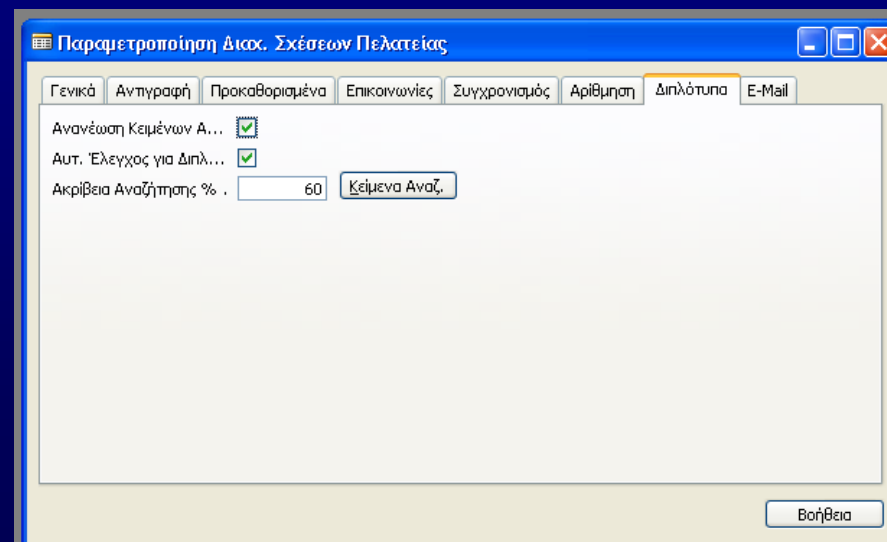 Παραμετροποίηση Διαχ. Σχέσεων Πελατείας
Γενικά Αντιγραφή Προκαθορισμένα Επικοινωνίες Συγχρονισμός Αρίθμηση Διπλότυπα E-Mail
Ανανέωση Κειμένων Α...
Αυτ. Έλεγχος για Διπλ...
Ακρίβεια Αναζήτησης % . 60 Κείμενα Αναζ.
Βοήθεια